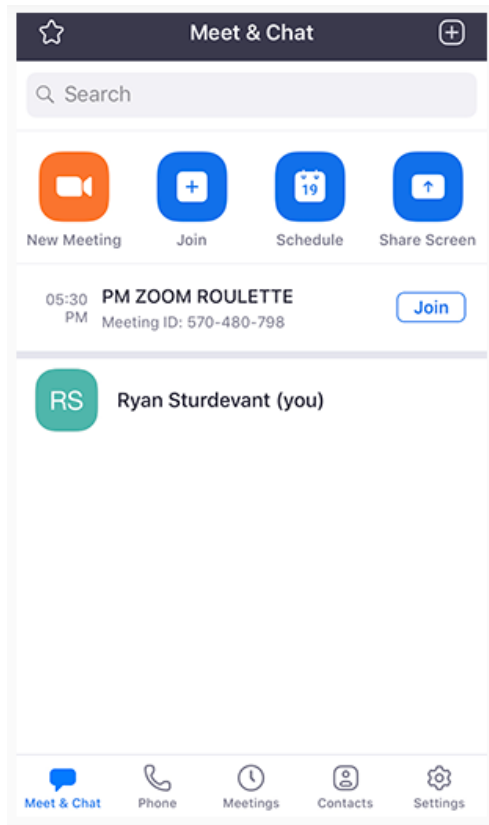 Meet & Chat
Search
19
New Meeting
Join
Schedule
Share Screen
05:30 PM
PM ZOOM ROULETTE
Meeting ID: 570-480-798
Join
RS
Ryan Sturdevant (you)
Meet & Chat
Phone
Meetings
Contacts
Settings